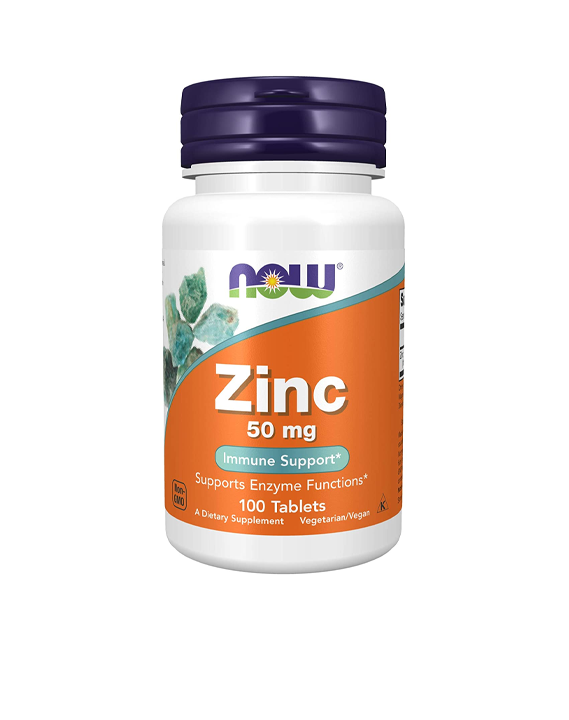 now®
Zinc
50 mg
Immune Support*
Supports Enzyme Functions*
Non-
GMO
100 Tablets
A Dietary Supplement Vegetarian/Vegan
K